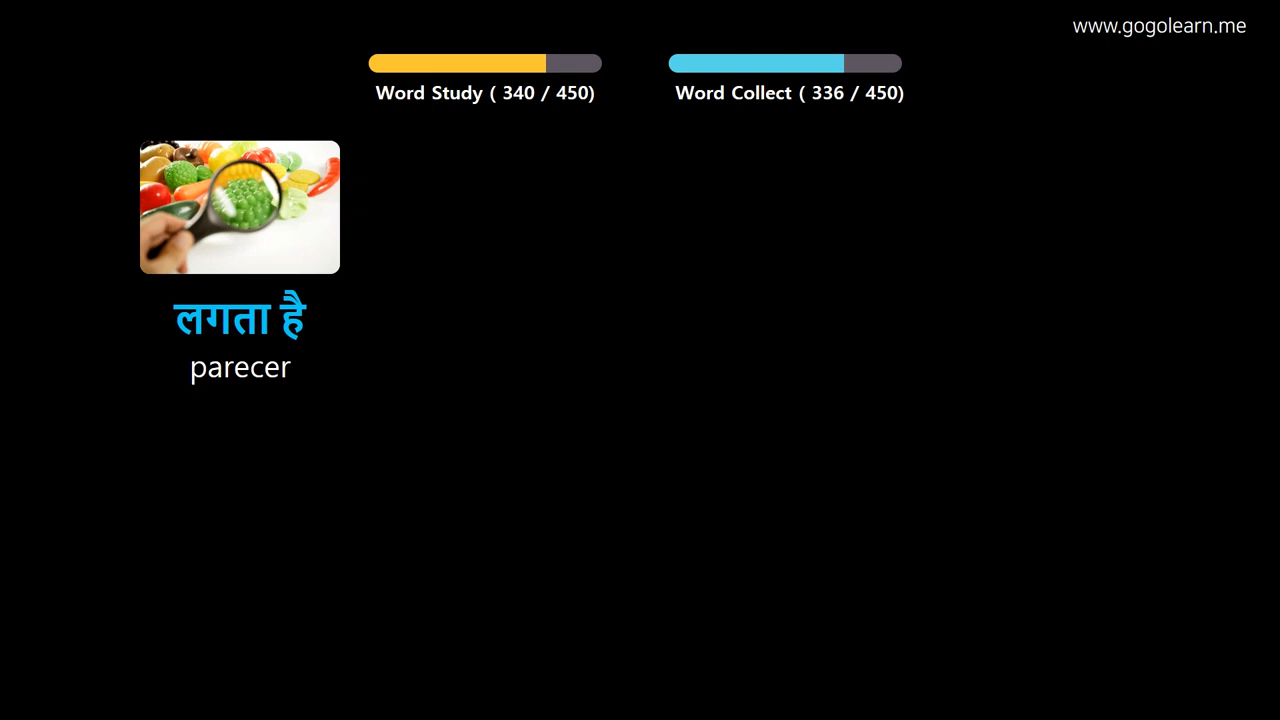 www.gogolearn.me
Word Study ( 340 / 450)
Word Collect ( 336 / 450)
लगता है
parecer